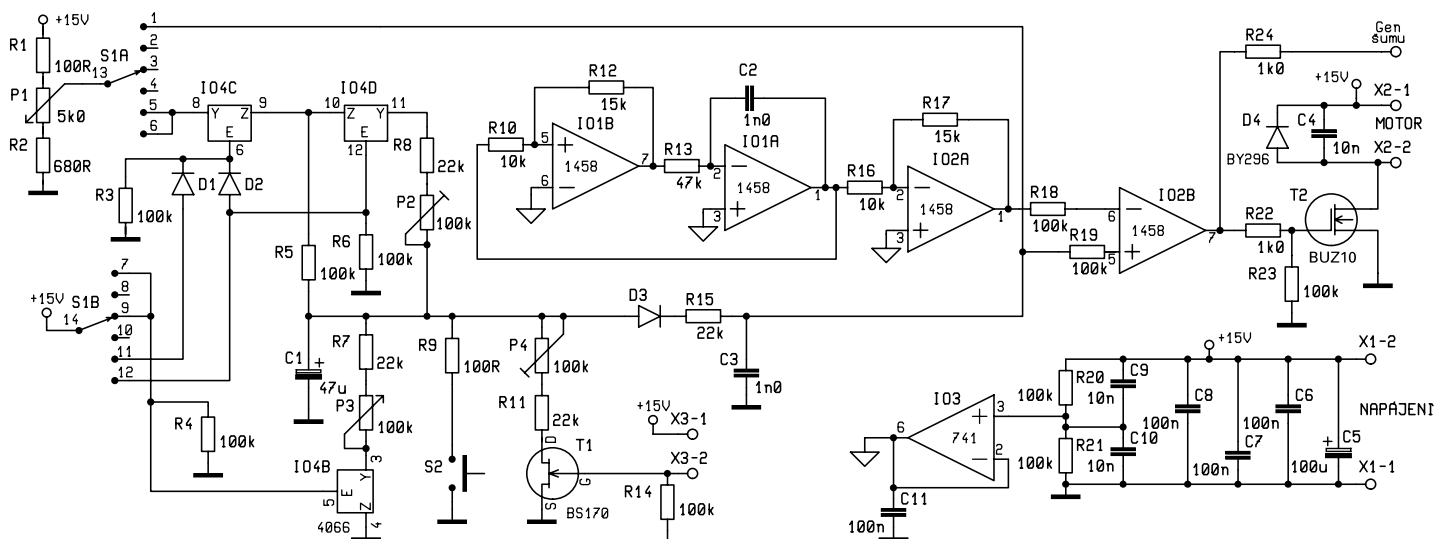 +15V
R1
100R
P1
5k0
R2
680R
S1A
13
1
2
3
4
5
6
IO4C
8
Y
Z
9
E
6
IO4D
10
Z
Y
11
E
12
R3
100k
D1
D2
R5
100k
R6
100k
R8
22k
P2
100k
R10
10k
R12
15k
IO1B
5
6
7
1458
R13
47k
C2
1n0
IO1A
2
3
1
1458
R16
10k
R17
15k
IO2A
2
3
1
1458
R18
100k
R19
100k
IO2B
6
5
7
1458
R24
1k0
Gen
šumu
+15V
X2-1
MOTOR
X2-2
D4
BY296
C4
10n
T2
BUZ10
R22
1k0
R23
100k
+15V
S1B
14
7
8
9
10
11
12
R4
100k
C1
+
47u
R7
22k
P3
100k
IO4B
3
Y
E
5
Z
4
4066
R9
100R
S2
P4
100k
R11
22k
T1
D
G
S
BS170
D3
R15
22k
C3
1n0
+15V
X3-1
X3-2
R14
100k
IO3
741
6
3
2
C11
100n
R20
100k
R21
100k
C9
10n
C10
10n
C8
100n
C7
100n
C6
100n
C5
+
100u
+15V
X1-2
NAPÁJENÍ
X1-1